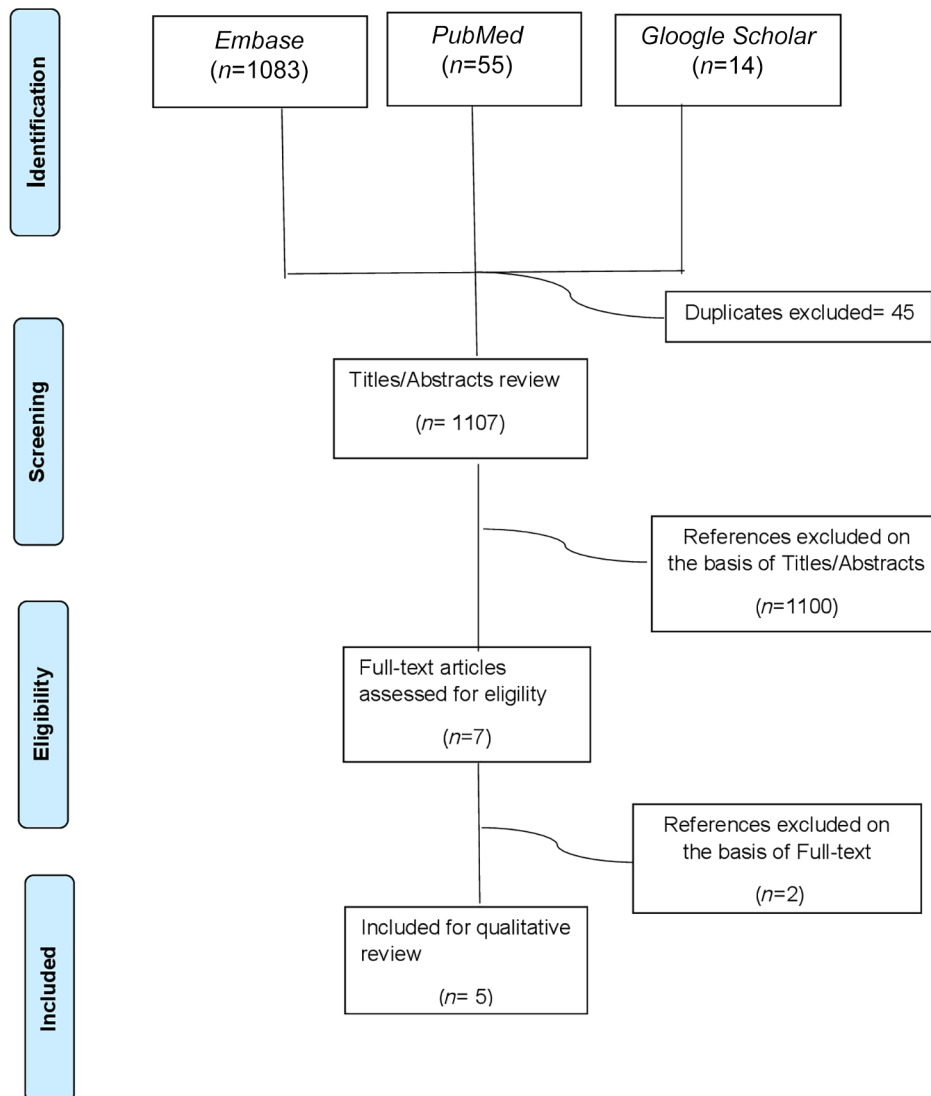 Identification
Embase
(n=1083)
PubMed
(n=55)
Gloogle Scholar
(n=14)
Duplicates excluded= 45
Screening
Titles/Abstracts review
(n= 1107)
References excluded on
the basis of Titles/Abstracts
(n=1100)
Eligibility
Full-text articles
assessed for eligility
(n=7)
References excluded on
the basis of Full-text
(n=2)
Included
Included for qualitative
review
(n= 5)